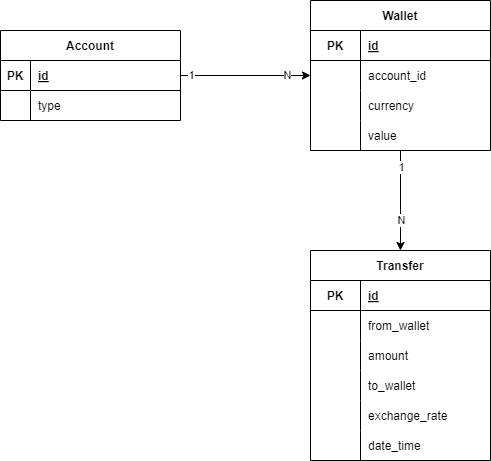 Account
PK id
type
1 N
Wallet
PK id
account_id
currency
value
1
N
Transfer
PK id
from_wallet
amount
to_wallet
exchange_rate
date_time